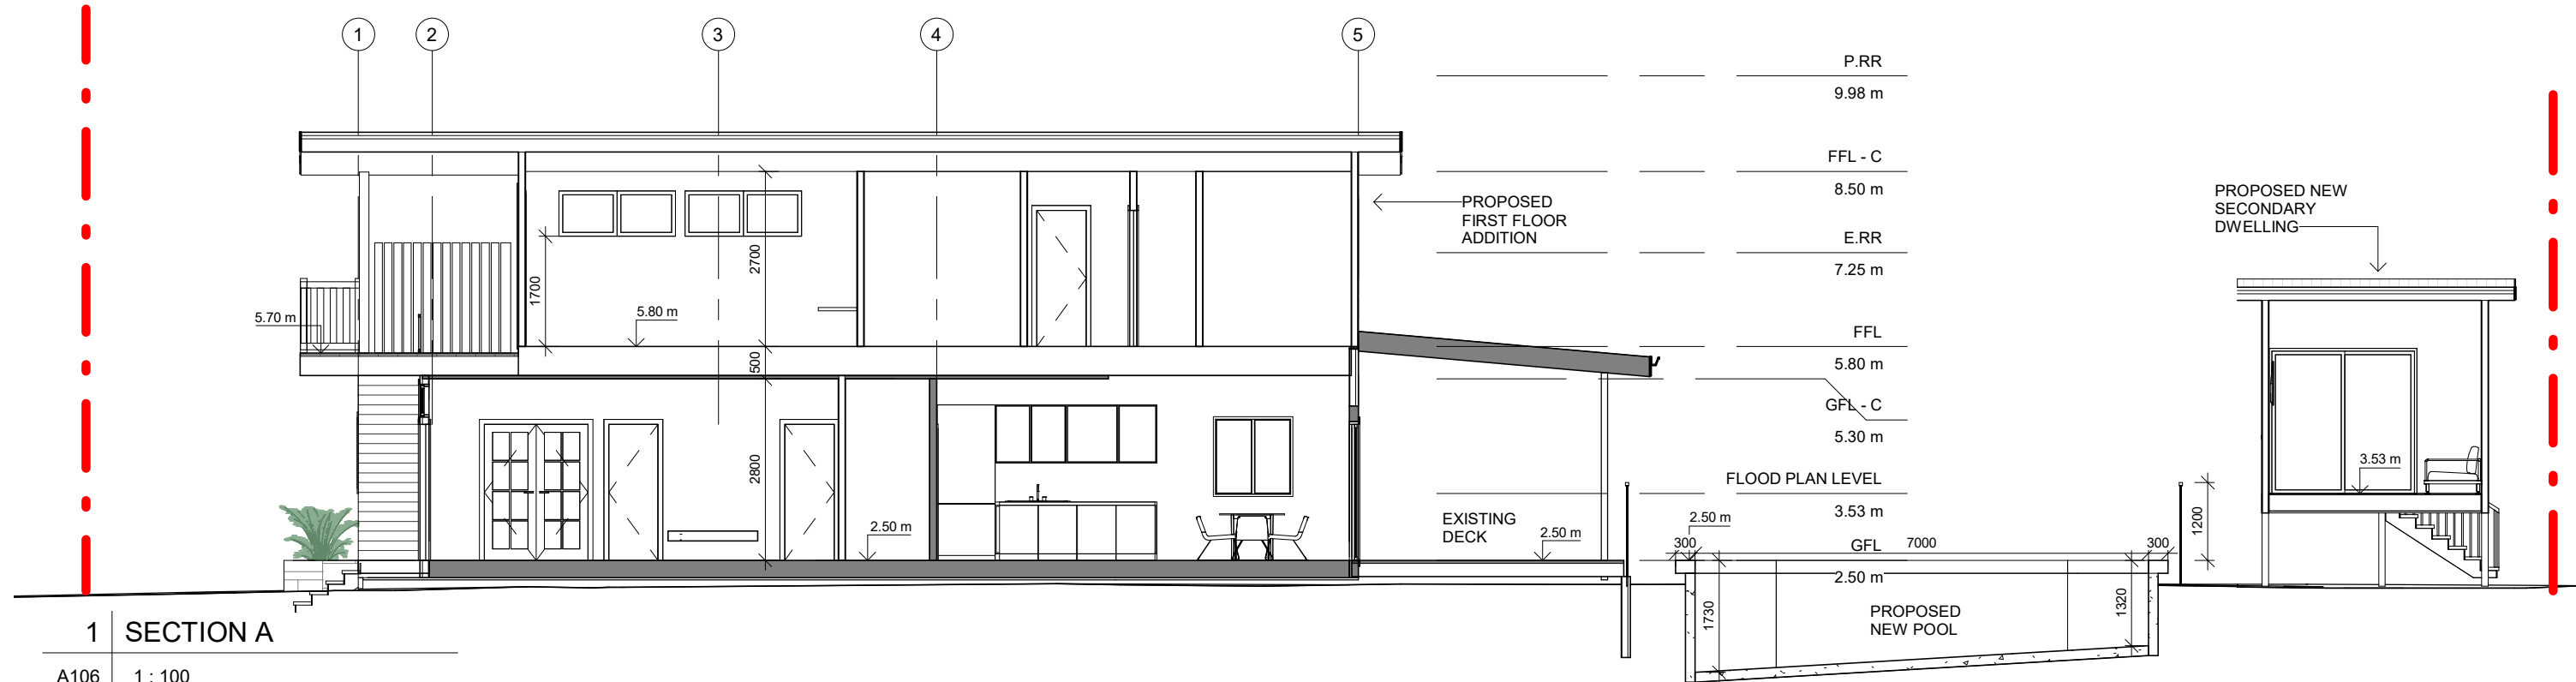 1
2
3
4
5
P.RR
9.98 m
FFL - C
8.50 m
PROPOSED
FIRST FLOOR
ADDITION
E.RR
7.25 m
FFL
5.80 m
GFL - C
5.30 m
FLOOD PLAN LEVEL
3.53 m
GFL
2.50 m
PROPOSED NEW
SECONDARY
DWELLING
5.70 m
1700
5.80 m
2700
500
2800
2.50 m
EXISTING
DECK
2.50 m
2.50 m
300
7000
300
1200
3.53 m
1730
PROPOSED
NEW POOL
1320
1
SECTION A
A106
1 : 100